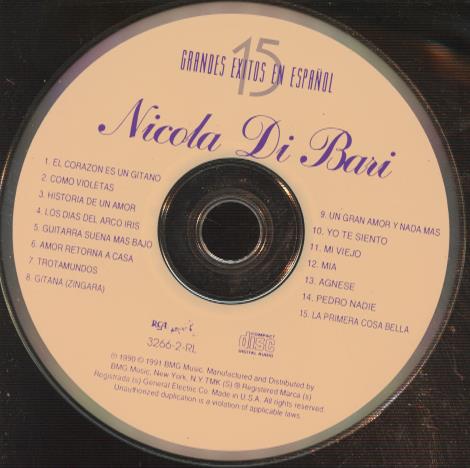 15
GRANDES EXITOS EN ESPAÑOL
Nicola Di Bari
1. EL CORAZON ES UN GITANO
2. COMO VIOLETAS
3. HISTORIA DE UN AMOR
4. LOS DIAS DEL ARCO IRIS
5. GUITARRA SUENA MAS BAJO
6. AMOR RETORNA A CASA
7. TROTAMUNDOS
8. GITANA (ZINGARA)
9. UN GRAN AMOR Y NADA MAS
10. YO TE SIENTO
11. MI VIEJO
12. MIA
13. AGNESE
14. PEDRO NADIE
15. LA PRIMERA COSA BELLA
RCA
3266-2-RL
COMPACT
disc
DIGITAL AUDIO
℗ 1990 © 1991 BMG Music. Manufactured and Distributed by
BMG Music, New York, N.Y. TMK (S) ® Registered Marca (s)
Registrada (s) General Electric Co. Made in U.S.A. All rights reserved.
Unauthorized duplication is a violation of applicable laws.